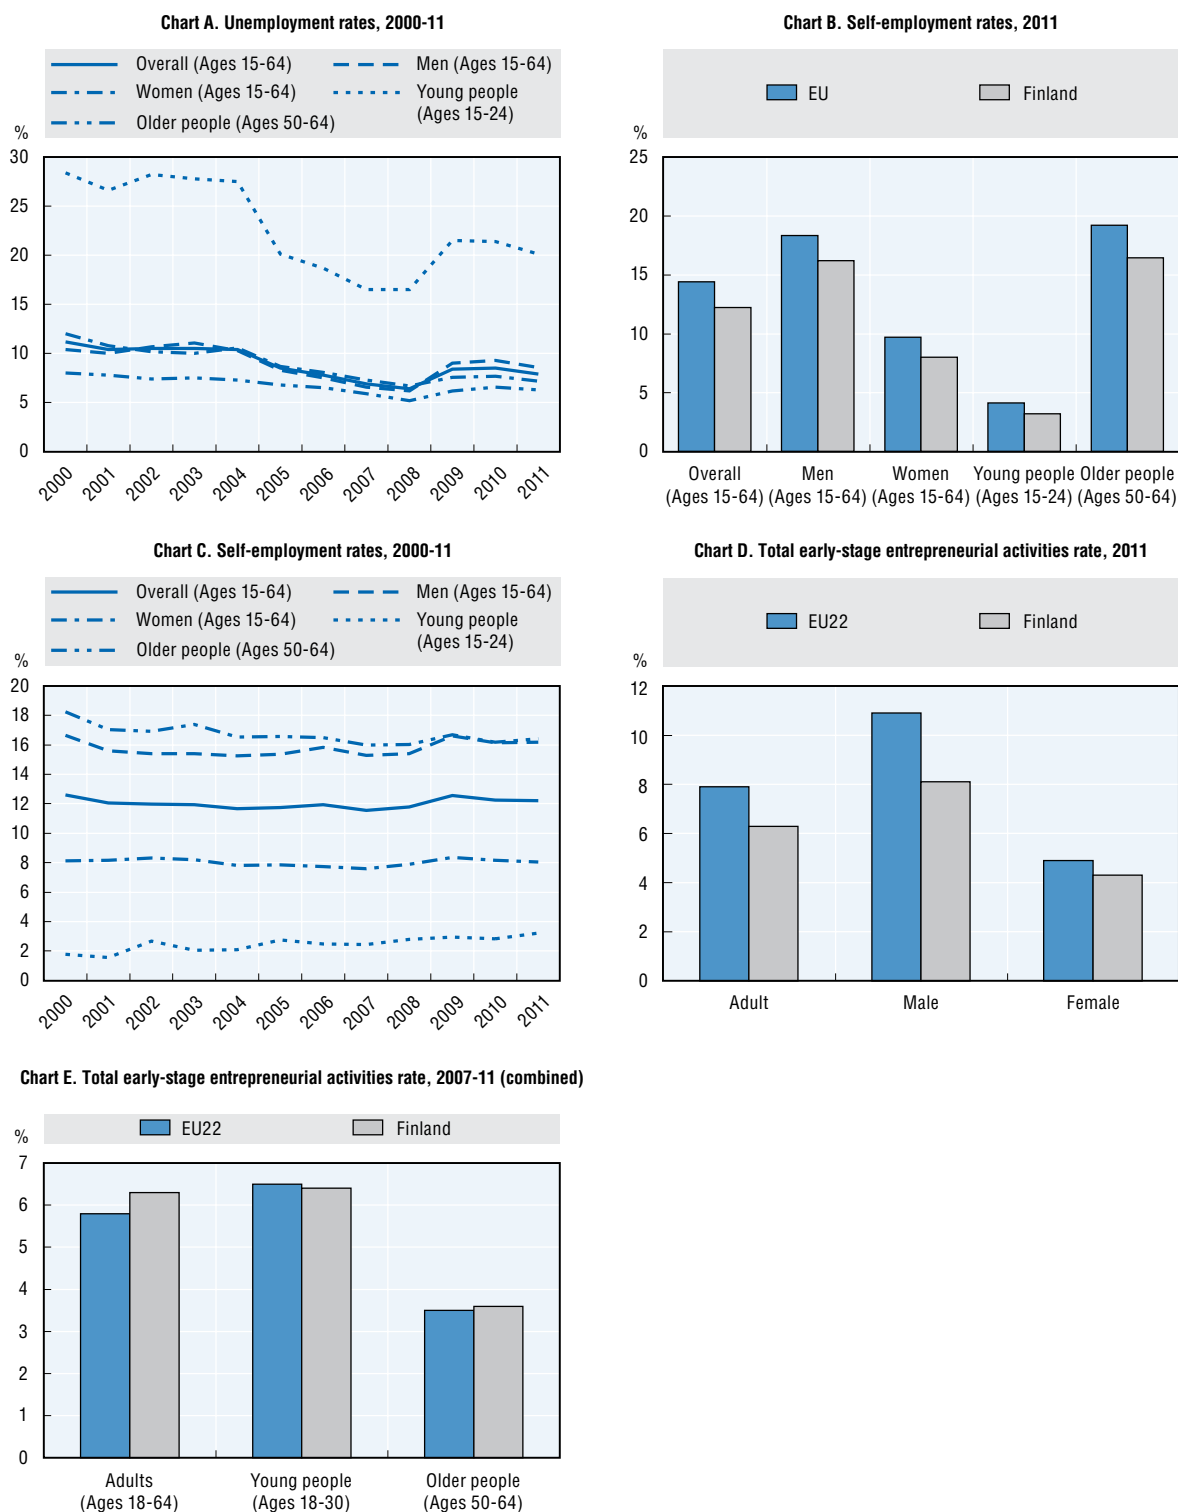 Chart A. Unemployment rates, 2000-11
Overall (Ages 15-64)
Men (Ages 15-64)
Women (Ages 15-64)
Young people
(Ages 15-24)
Older people (Ages 50-64)
%
30
25
20
15
10
5
0
2000
2001
2002
2003
2004
2005
2006
2007
2008
2009
2010
2011
Chart B. Self-employment rates, 2011
EU
Finland
%
25
20
15
10
5
0
Overall
(Ages 15-64)
Men
(Ages 15-64)
Women
(Ages 15-64)
Young people
(Ages 15-24)
Older people
(Ages 50-64)
Chart C. Self-employment rates, 2000-11
Overall (Ages 15-64)
Men (Ages 15-64)
Women (Ages 15-64)
Young people
(Ages 15-24)
Older people (Ages 50-64)
%
20
18
16
14
12
10
8
6
4
2
0
2000
2001
2002
2003
2004
2005
2006
2007
2008
2009
2010
2011
Chart D. Total early-stage entrepreneurial activities rate, 2011
EU22
Finland
%
12
10
8
6
4
2
0
Adult
Male
Female
Chart E. Total early-stage entrepreneurial activities rate, 2007-11 (combined)
EU22
Finland
%
7
6
5
4
3
2
1
0
Adults
(Ages 18-64)
Young people
(Ages 18-30)
Older people
(Ages 50-64)